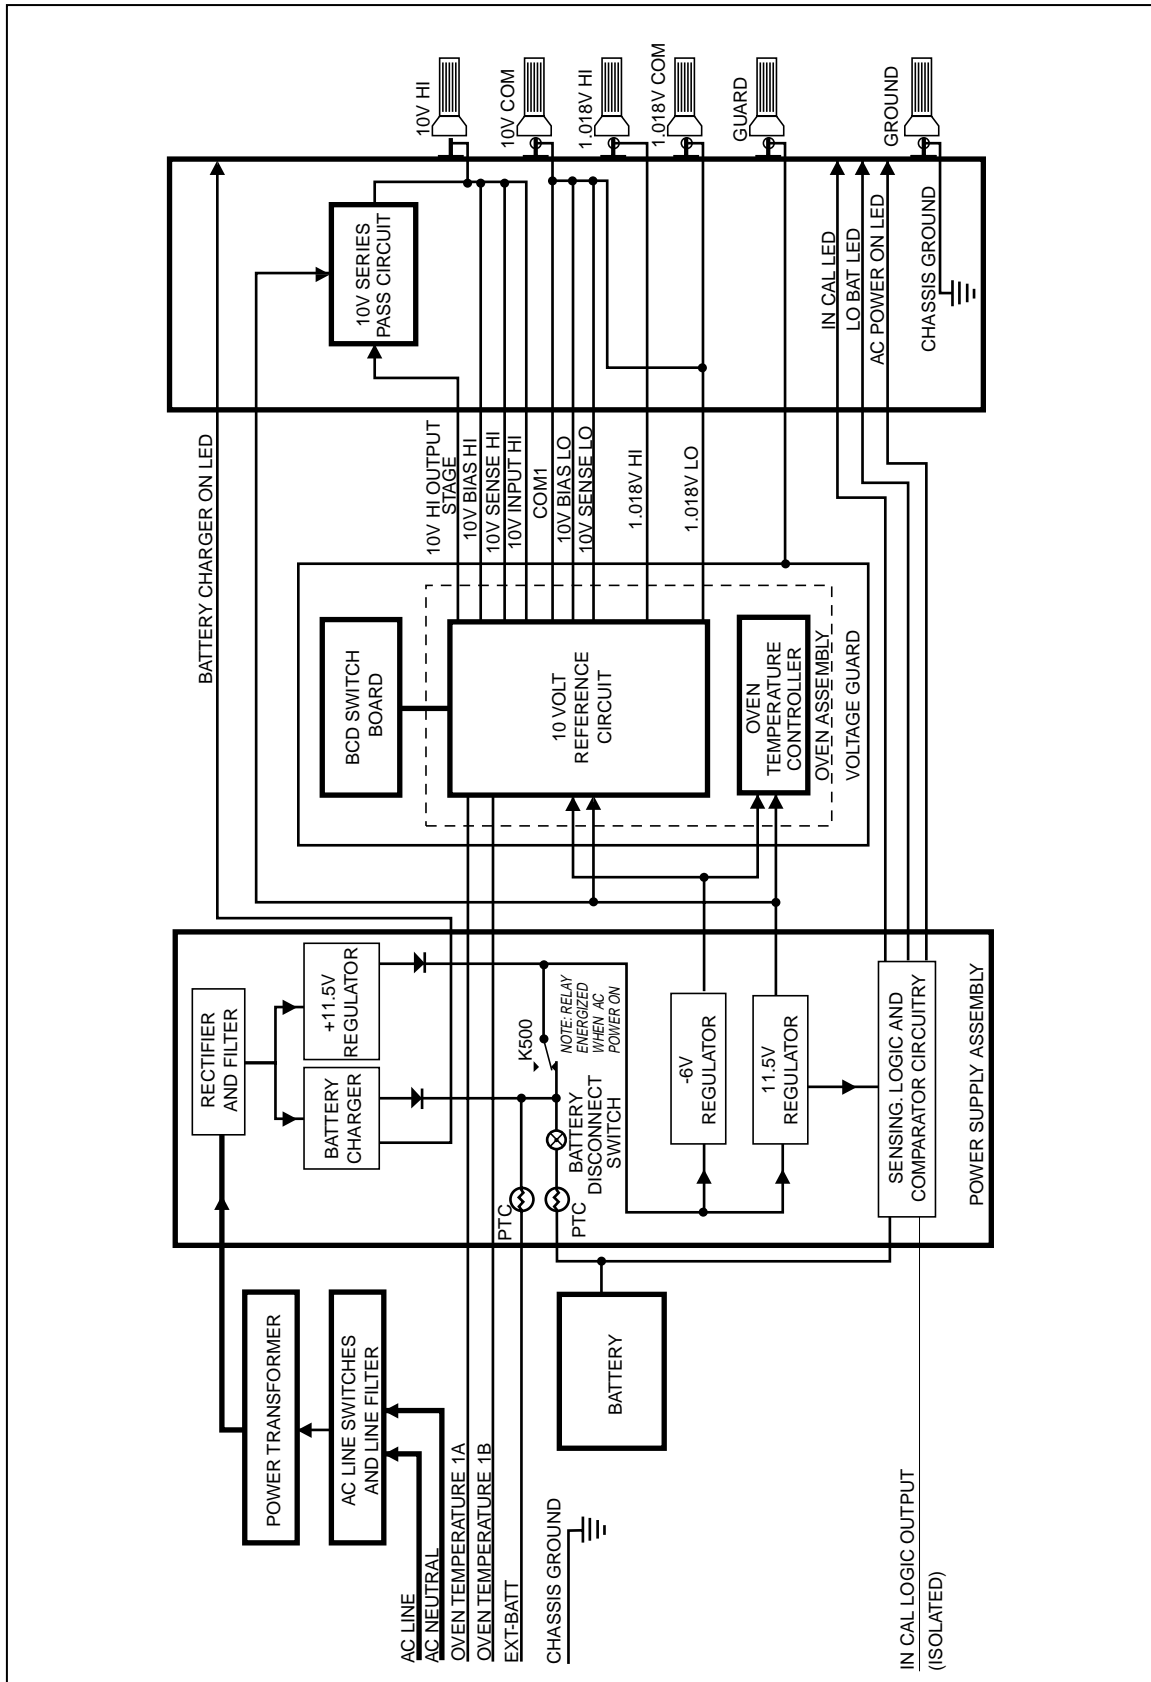 10V HI
10V COM
1.018V HI
1.018V COM
GUARD
GROUND
10V SERIES
PASS CIRCUIT
IN CAL LED
LO BAT LED
AC POWER ON LED
CHASSIS GROUND
BATTERY CHARGER ON LED
10V HI OUTPUT
STAGE
10V BIAS HI
10V SENSE HI
10V INPUT HI
COM1
10V BIAS LO
10V SENSE LO
1.018V HI
1.018V LO
BCD SWITCH
BOARD
10 VOLT
REFERENCE
CIRCUIT
OVEN
TEMPERATURE
CONTROLLER
OVEN ASSEMBLY
VOLTAGE GUARD
RECTIFIER
AND FILTER
+11.5V
REGULATOR
BATTERY
CHARGER
K500
NOTE: RELAY
ENERGIZED
WHEN AC
POWER ON
BATTERY
DISCONNECT
SWITCH
PTC
PTC
-6V
REGULATOR
11.5V
REGULATOR
SENSING. LOGIC AND
COMPARATOR CIRCUITRY
POWER SUPPLY ASSEMBLY
POWER TRANSFORMER
AC LINE SWITCHES
AND LINE FILTER
BATTERY
AC LINE
AC NEUTRAL
OVEN TEMPERATURE 1A
OVEN TEMPERATURE 1B
EXT-BATT
CHASSIS GROUND
IN CAL LOGIC OUTPUT
(ISOLATED)